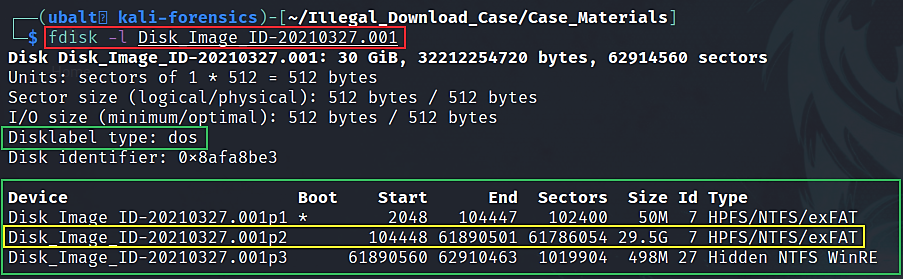 (ubalt㉿ kali-forensics)-[~/Illegal_Download_Case/Case_Materials]
$ fdisk -l Disk_Image_ID-20210327.001
Disk Disk_Image_ID-20210327.001: 30 GiB, 32212254720 bytes, 62914560 sectors
Units: sectors of 1 * 512 = 512 bytes
Sector size (logical/physical): 512 bytes / 512 bytes
I/O size (minimum/optimal): 512 bytes / 512 bytes
Disklabel type: dos
Disk identifier: 0×8afa8be3
Device Boot Start End Sectors Size Id Type
Disk_Image_ID-20210327.001p1 * 2048 104447 102400 50M 7 HPFS/NTFS/exFAT
Disk_Image_ID-20210327.001p2 104448 61890501 61786054 29.5G 7 HPFS/NTFS/exFAT
Disk_Image_ID-20210327.001p3 61890560 62910463 1019904 498M 27 Hidden NTFS WinRE